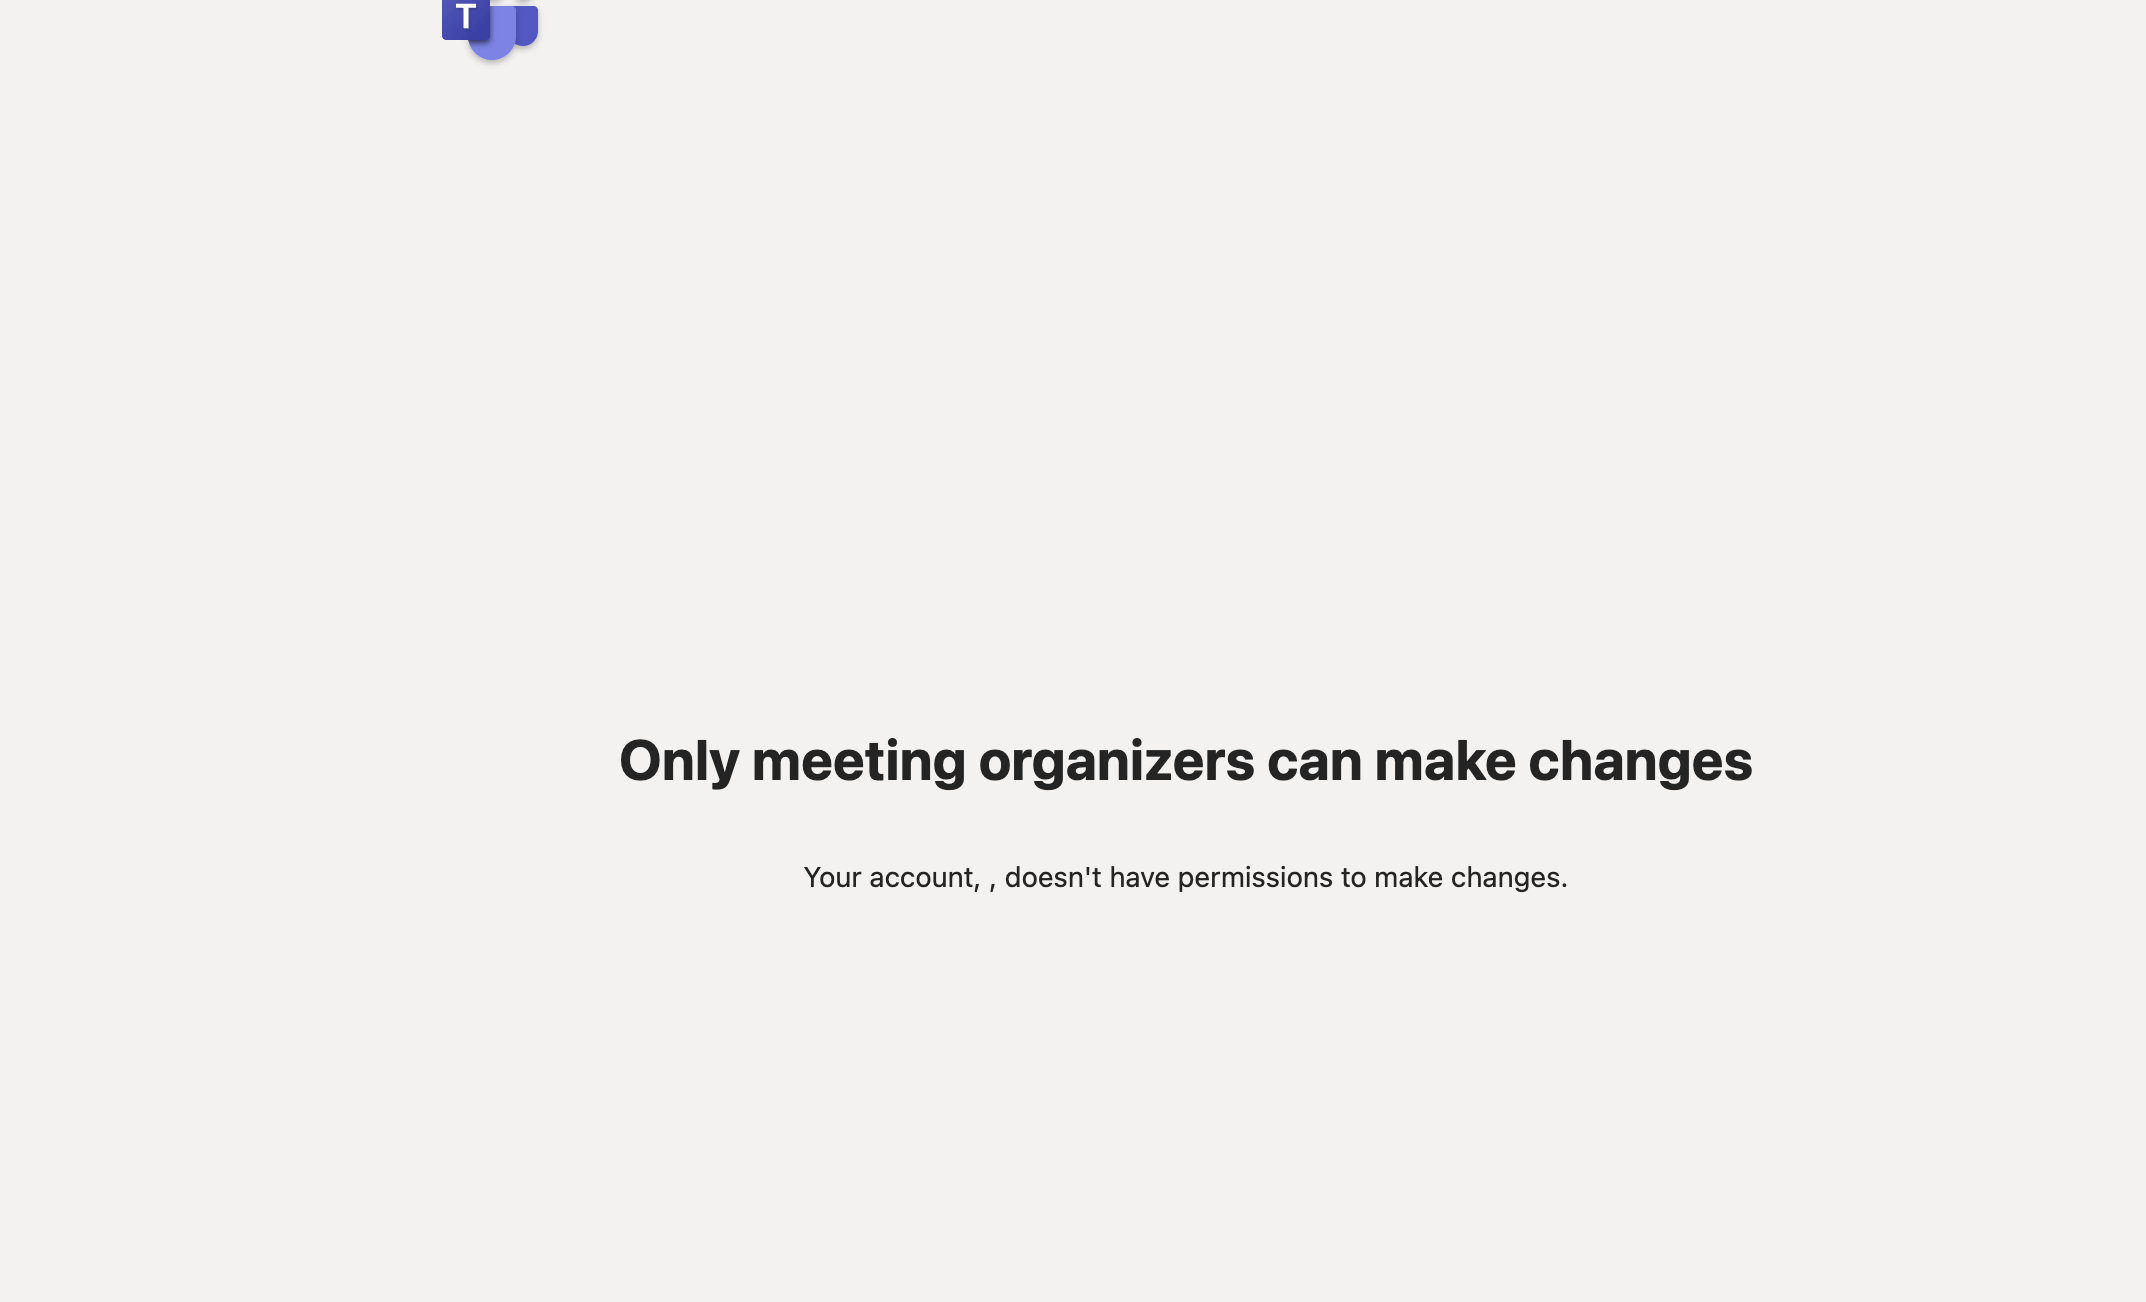 T
Only meeting organizers can make changes
Your account, , doesn't have permissions to make changes.